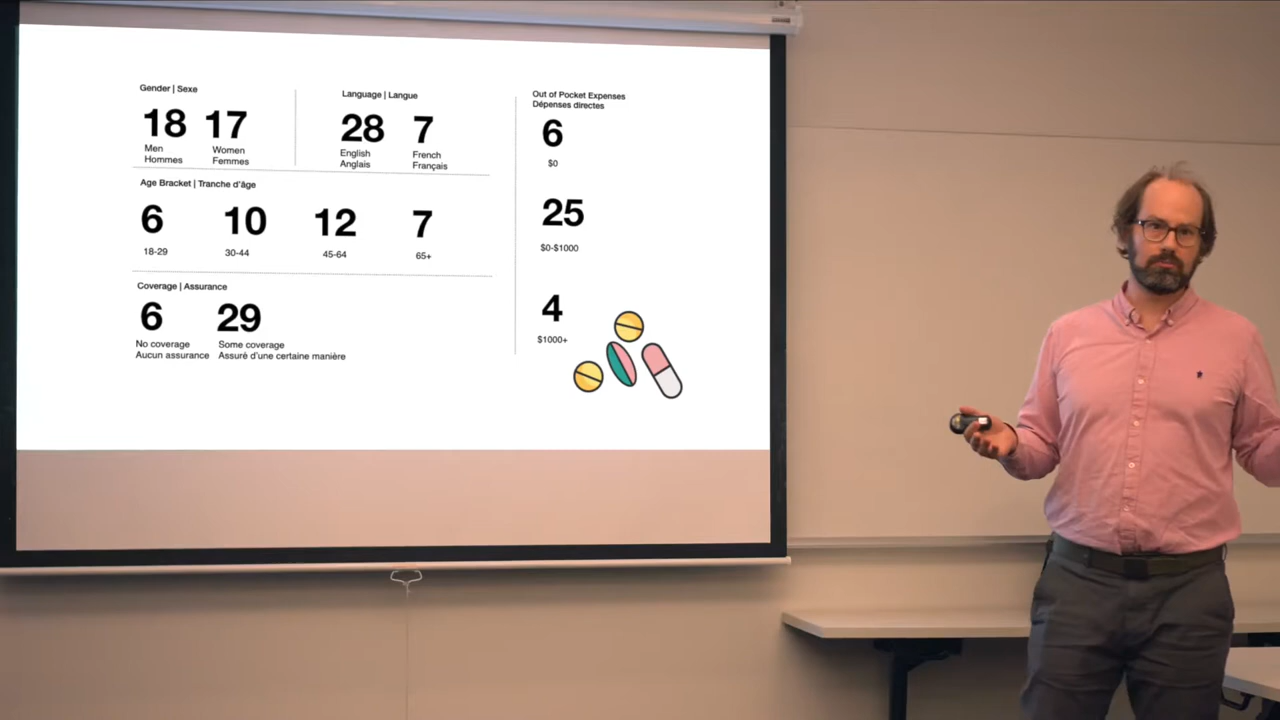 Gender | Sexe
18 17
Men Women
Hommes Femmes
Language | Langue
28 7
English French
Anglais Français
Age Bracket | Tranche d'âge
6 10 12 7
18-29 30-44 45-64 65+
Coverage | Assurance
6 29
No coverage Some coverage
Aucun assurance Assuré d'une certaine manière
Out of Pocket Expenses
Dépenses directes
6
$0
25
$0-$1000
4
$1000+